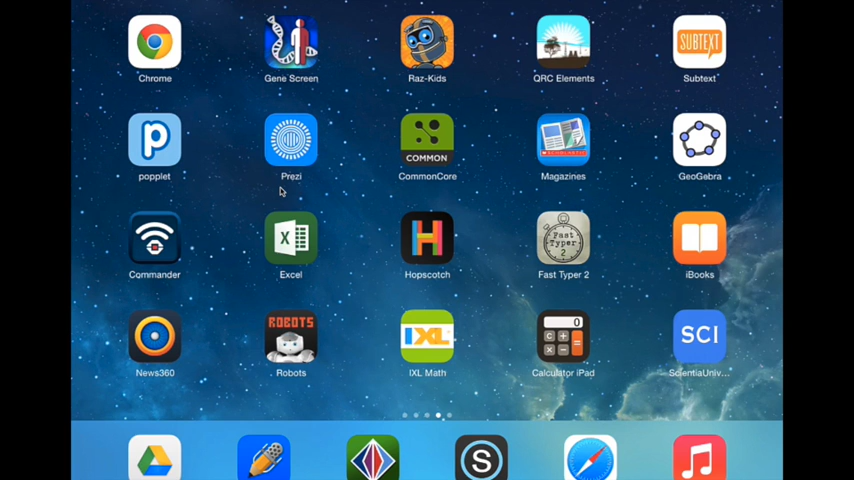 SUBTEXT
Chrome
Gene Screen
Raz-Kids
QRC Elements
Subtext
p
COMMON
popplet
Prezi
CommonCore
Magazines
GeoGebra
X
H
Fast
Typer
2
Commander
Excel
Hopscotch
Fast Typer 2
iBooks
ROBOTS
IXL
0
C +
× −
=
SCI
News360
Robots
IXL Math
Calculator iPad
ScientiaUniv...
S